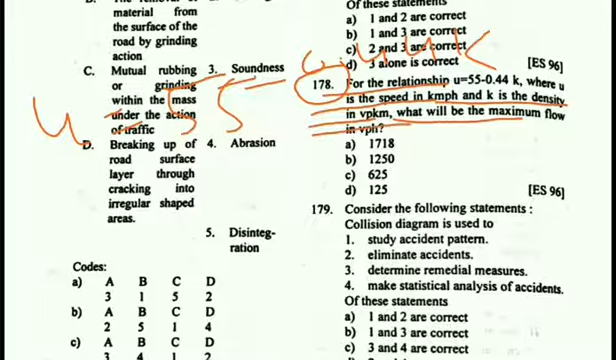 material from
the surface of the
road by grinding
action
C. Mutual rubbing 3. Soundness
or grinding
within the mass
under the action
of traffic
D. Breaking up of 4. Abrasion
road surface
layer through
cracking into
irregular shaped
areas.
5. Disinteg-
ration
Codes:
a) A B C D
3 1 5 2
b) A B C D
2 5 1 4
c) A B C D
3 4 1 2
Of these statements
a) 1 and 2 are correct
b) 1 and 3 are correct
c) 2 and 3 are correct
d) 3 alone is correct [ES 96]
178. For the relationship u=55-0.44 k, where u
is the speed in kmph and k is the density
in vpkm, what will be the maximum flow
in vph?
a) 1718
b) 1250
c) 625
d) 125 [ES 96]
179. Consider the following statements :
Collision diagram is used to
1. study accident pattern.
2. eliminate accidents.
3. determine remedial measures.
4. make statistical analysis of accidents.
Of these statements
a) 1 and 2 are correct
b) 1 and 3 are correct
c) 3 and 4 are correct
u = 55 - 0.44k